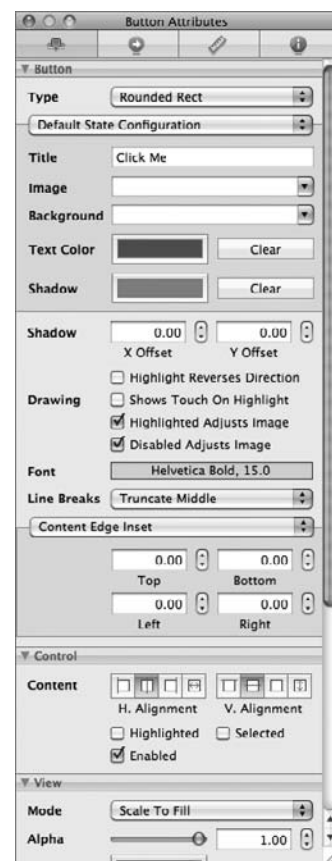 Button Attributes
Button
Type Rounded Rect
Default State Configuration
Title Click Me
Image
Background
Text Color Clear
Shadow Clear
Shadow 0.00 0.00
X Offset Y Offset
Highlight Reverses Direction
Drawing Shows Touch On Highlight
Highlighted Adjusts Image
Disabled Adjusts Image
Font Helvetica Bold, 15.0
Line Breaks Truncate Middle
Content Edge Inset
0.00 0.00
Top Bottom
0.00 0.00
Left Right
Control
Content
H. Alignment V. Alignment
Highlighted Selected
Enabled
View
Mode Scale To Fill
Alpha 1.00